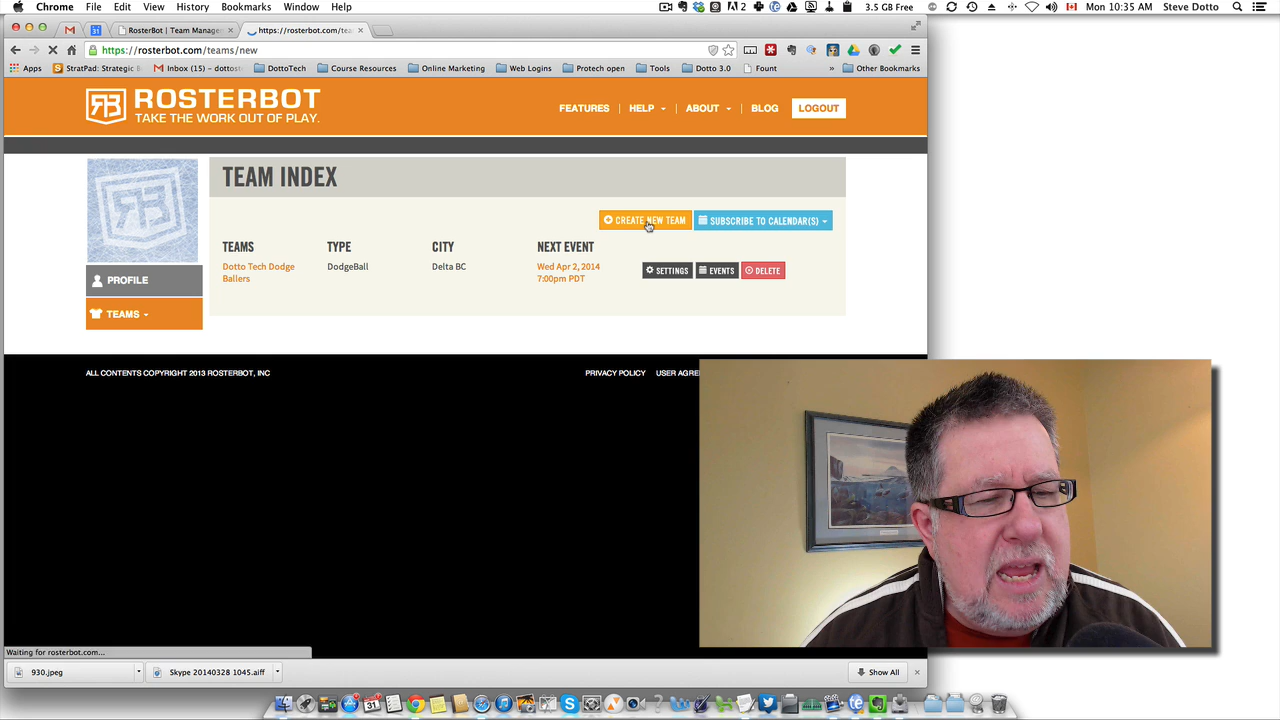 Chrome File Edit View History Bookmarks Window Help 3.5 GB Free Mon 10:35 AM Steve Dotto
RosterBot | Team Manage https://rosterbot.com/tea
https://rosterbot.com/teams/new
Apps StratPad: Strategic B Inbox (15) – dottost DottoTech Course Resources Online Marketing Web Logins Protech open Tools Dotto 3.0 Fount » Other Bookmarks
ROSTERBOT
TAKE THE WORK OUT OF PLAY.
FEATURES HELP ABOUT BLOG LOGOUT
TEAM INDEX
CREATE NEW TEAM SUBSCRIBE TO CALENDAR(S)
TEAMS TYPE CITY NEXT EVENT
Dotto Tech Dodge Ballers DodgeBall Delta BC Wed Apr 2, 2014 7:00pm PDT SETTINGS EVENTS DELETE
PROFILE
TEAMS
ALL CONTENTS COPYRIGHT 2013 ROSTERBOT, INC PRIVACY POLICY USER AGRE
Waiting for rosterbot.com...
930.jpeg Skype 20140328 1045.aiff Show All